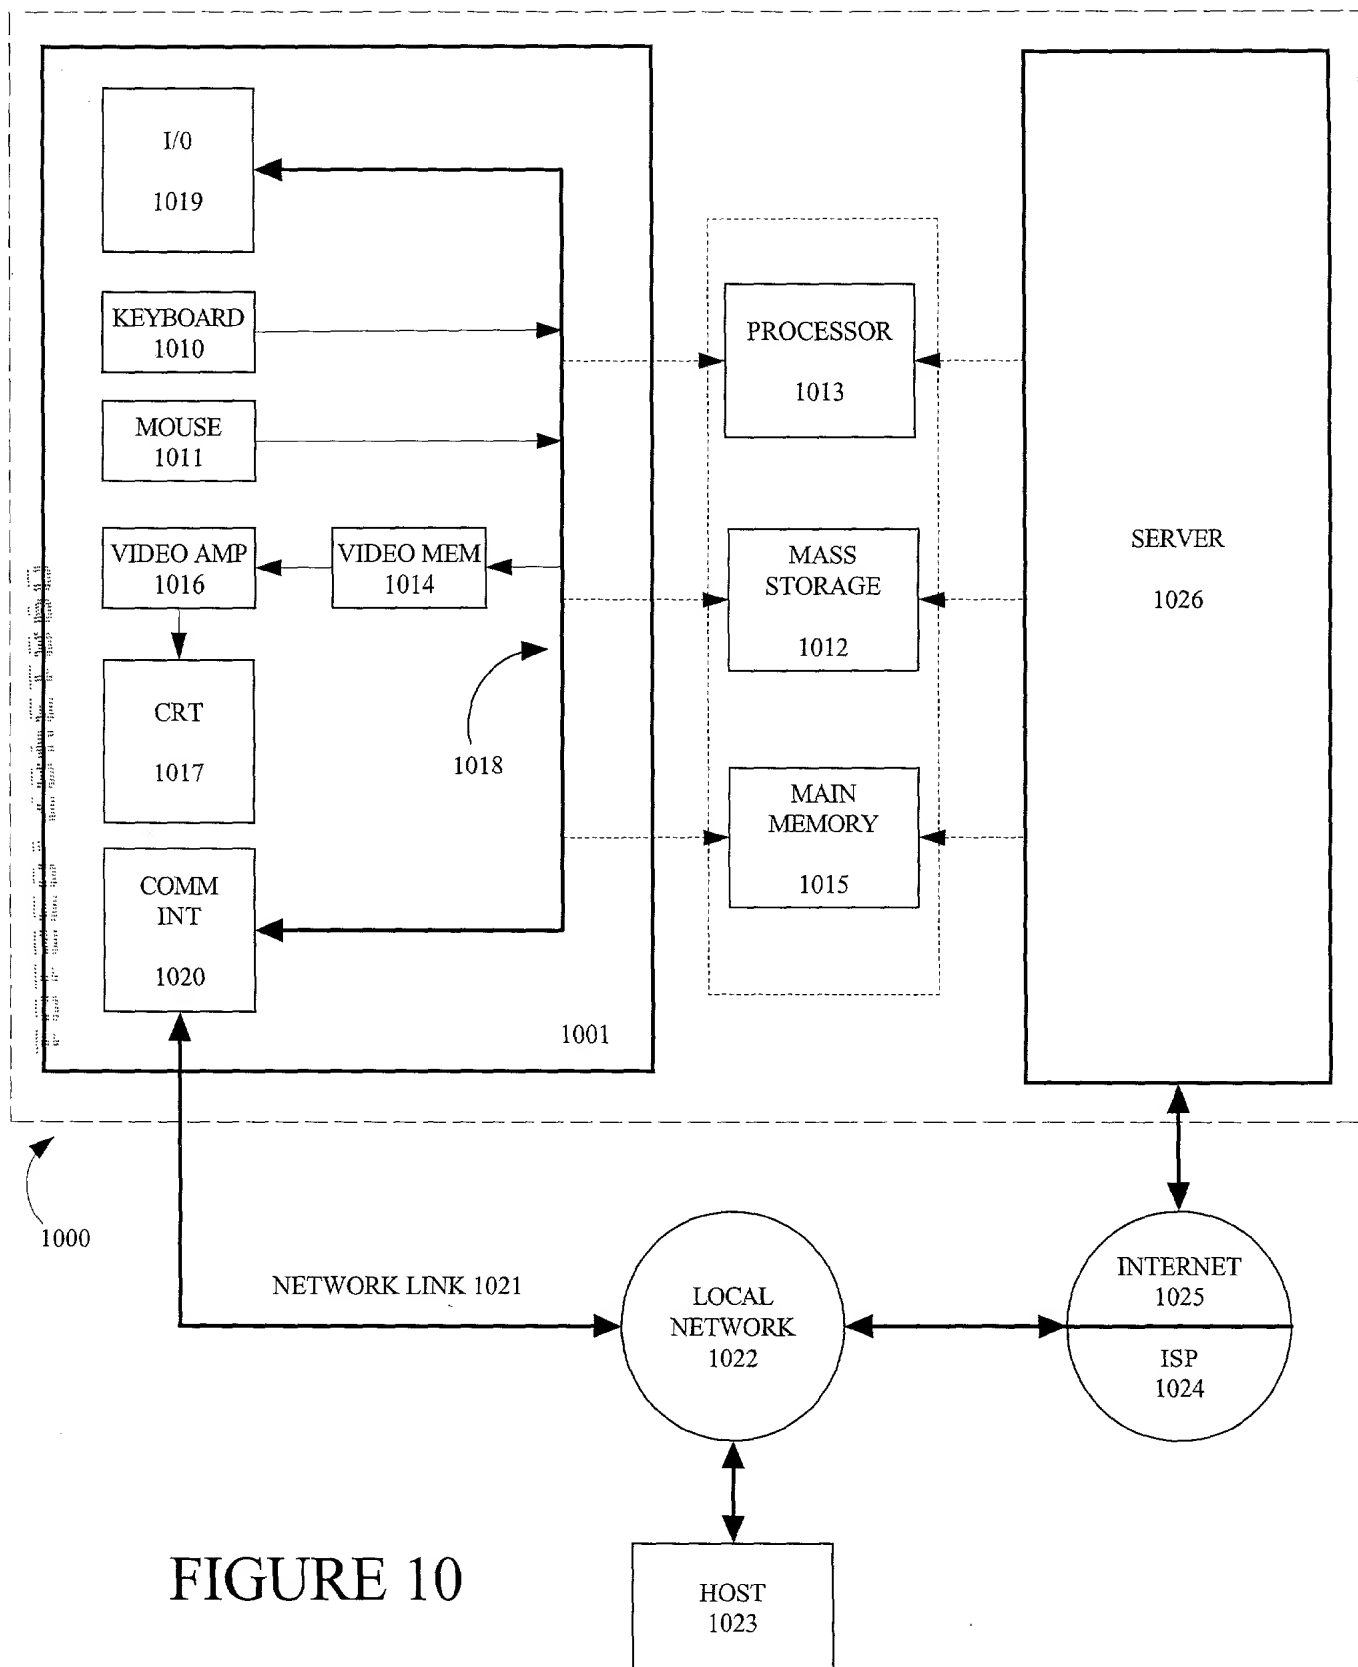 I/0
1019
KEYBOARD
1010
MOUSE
1011
VIDEO AMP
1016
VIDEO MEM
1014
CRT
1017
1018
COMM
INT
1020
1001
PROCESSOR
1013
MASS
STORAGE
1012
MAIN
MEMORY
1015
SERVER
1026
1000
NETWORK LINK 1021
LOCAL
NETWORK
1022
INTERNET
1025
ISP
1024
HOST
1023
FIGURE 10